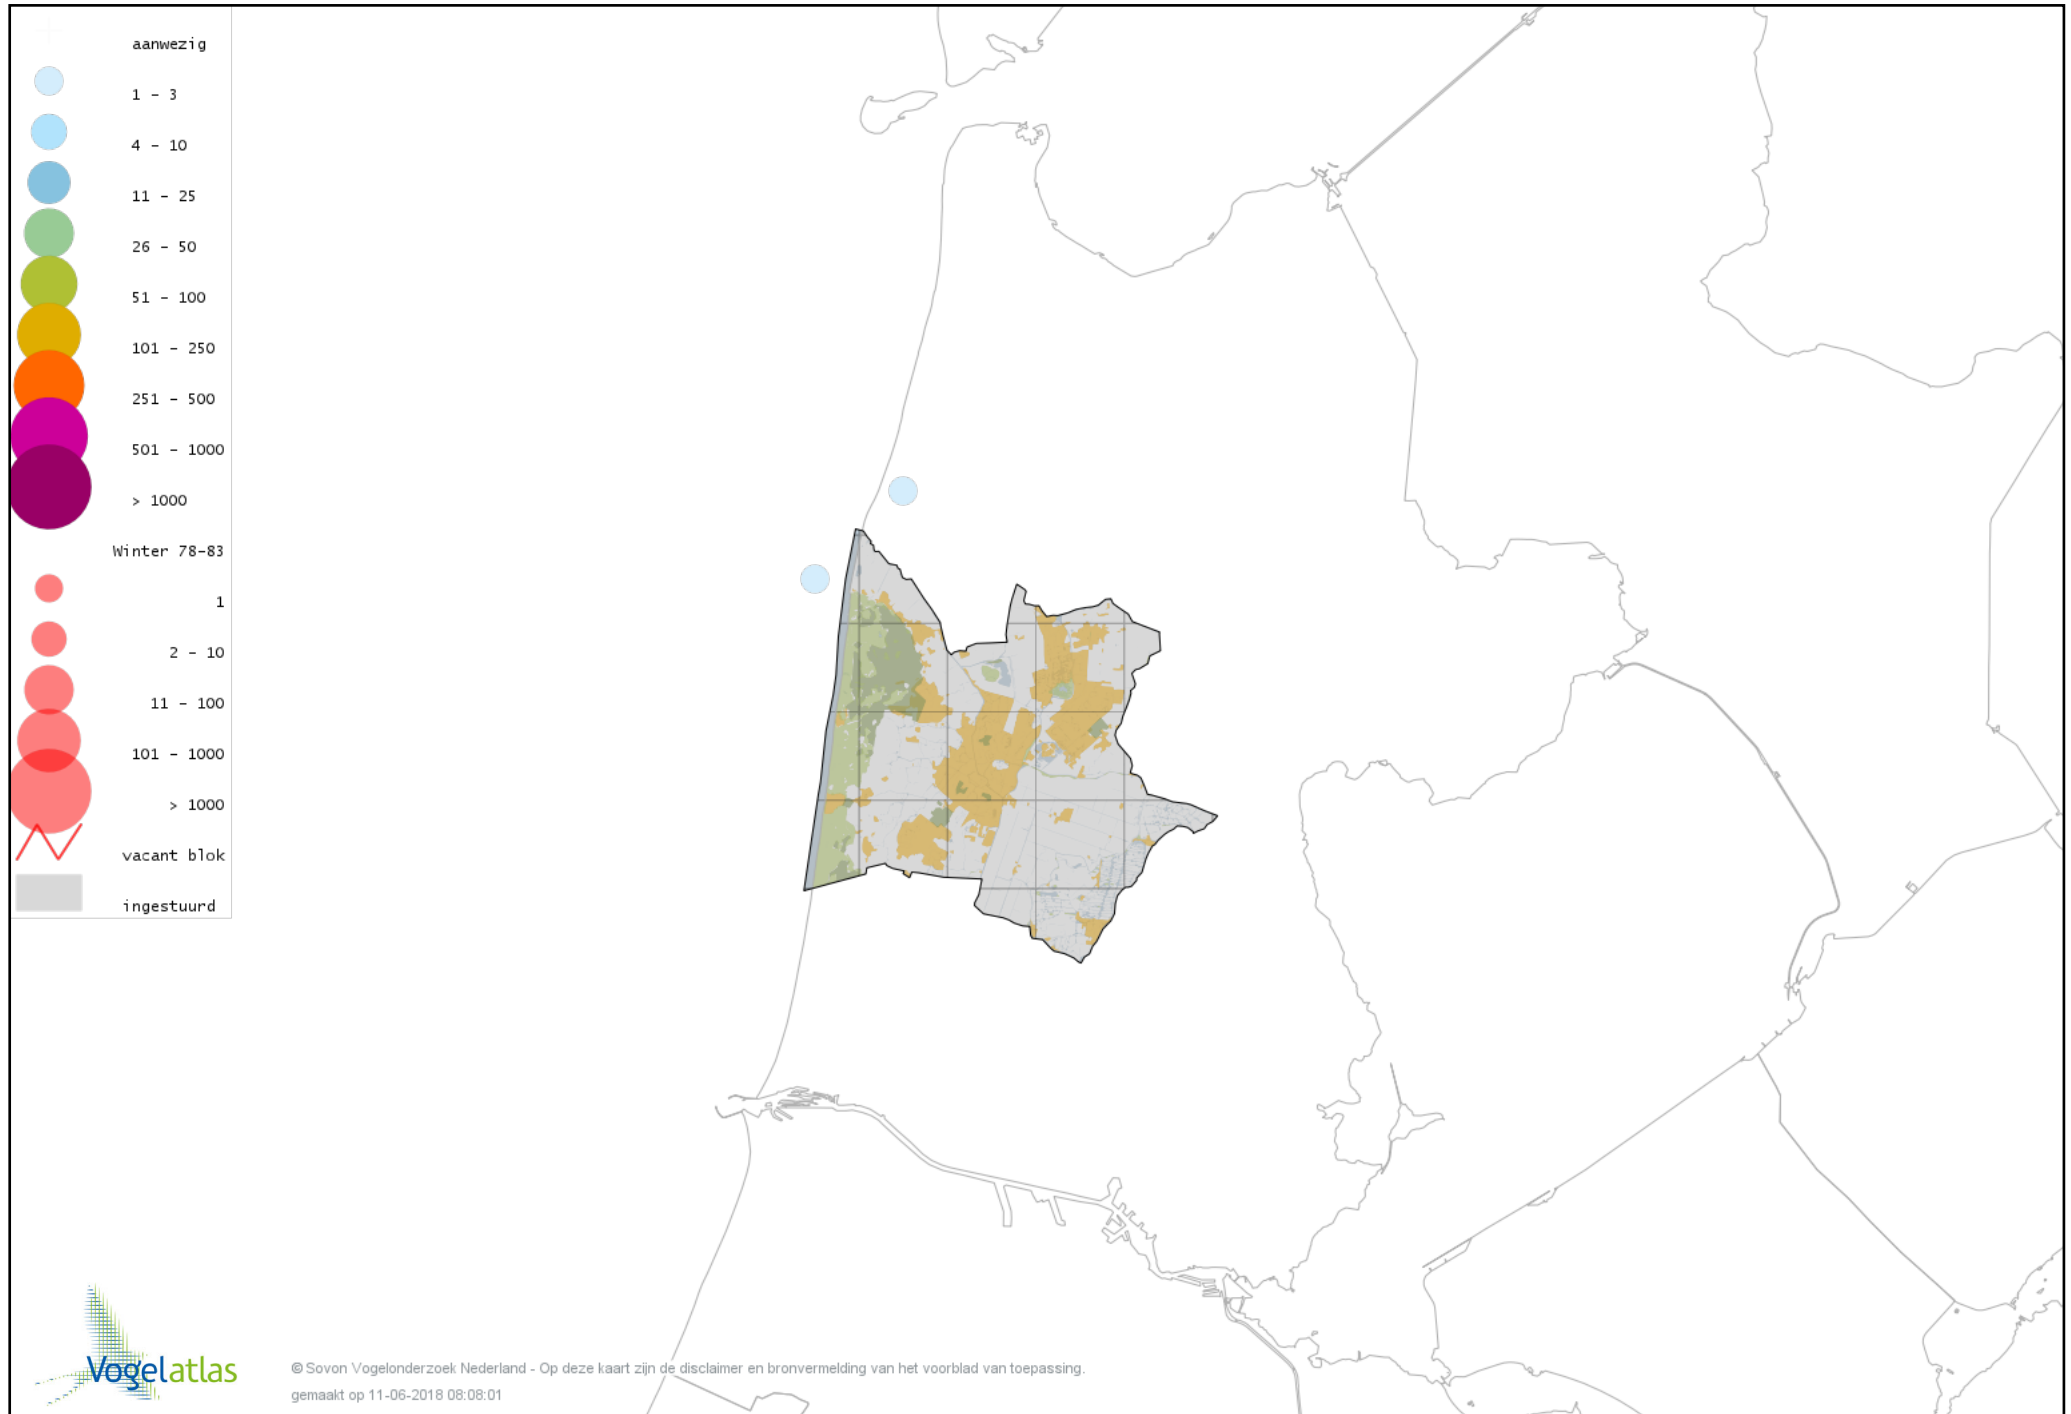 aanwezig
1 - 3
4 - 10
11 - 25
26 - 50
51 - 100
101 - 250
251 - 500
501 - 1000
> 1000
Winter 78-83
1
2 - 10
11 - 100
101 - 1000
> 1000
vacant blok
ingestuurd
Vogelatlas
© Sovon Vogelonderzoek Nederland - Op deze kaart zijn de disclaimer en bronvermelding van het voorblad van toepassing.
gemaakt op 11-06-2018 08:08:01